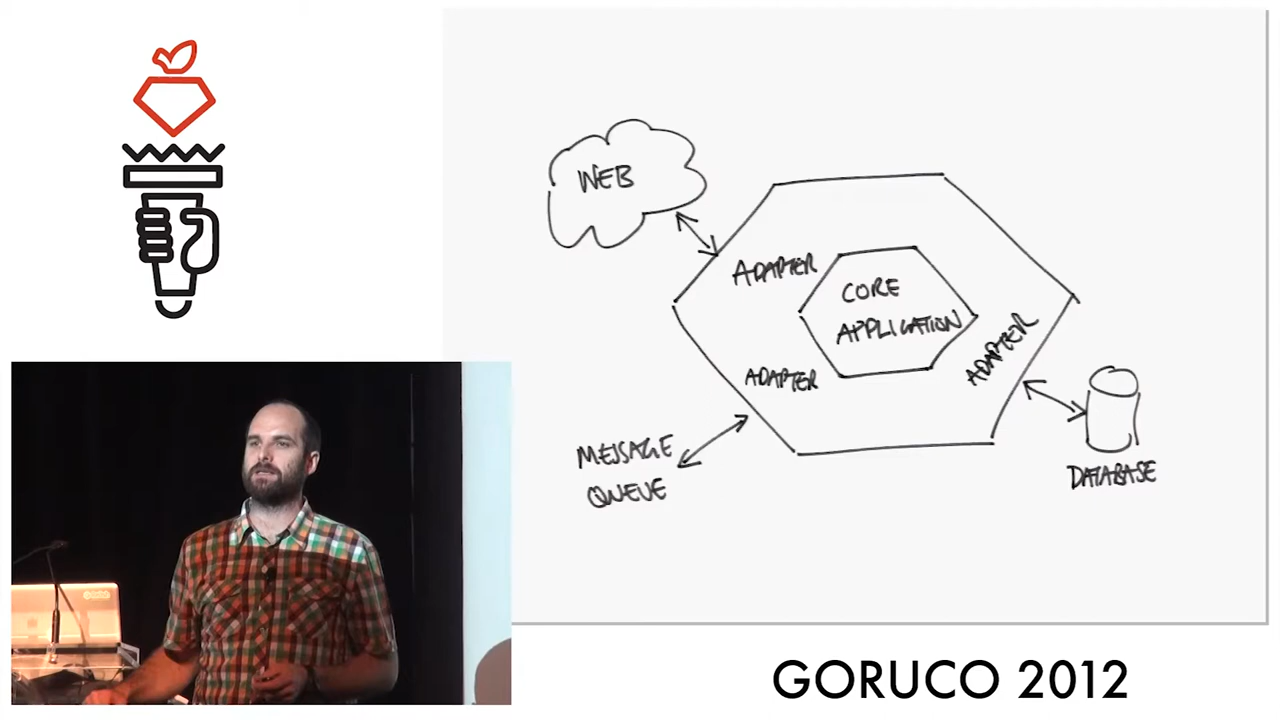 WEB
ADAPTER
CORE
APPLICATION
ADAPTER
ADAPTER
MESSAGE
QUEUE
DATABASE
GORUCO 2012